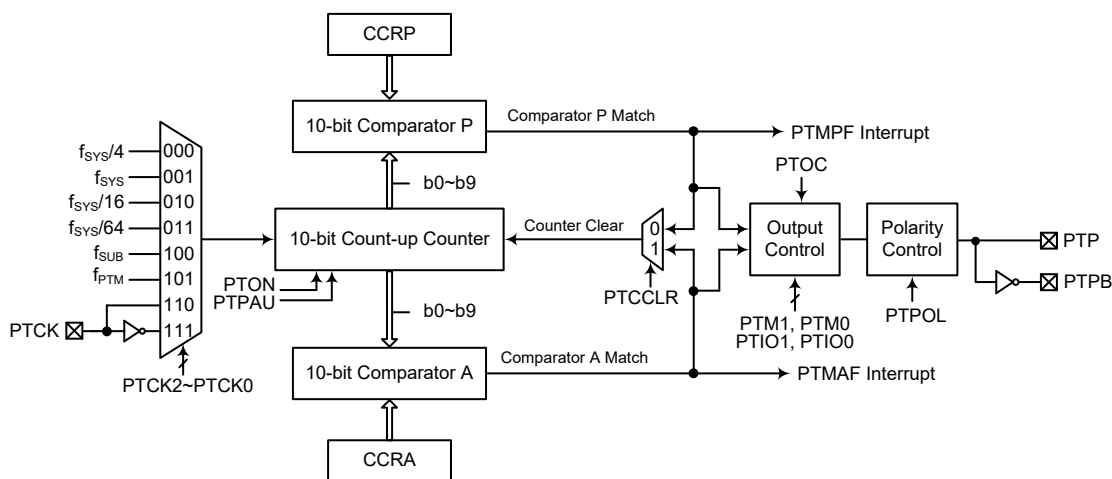 CCRP
10-bit Comparator P
Comparator P Match
PTMPF Interrupt
b0~b9
fSYS/4
000
fSYS
001
fSYS/16
010
fSYS/64
011
fSUB
100
fPTM
101
110
PTCK
111
PTCK2~PTCK0
10-bit Count-up Counter
PTON
PTPAU
Counter Clear
0
1
PTCCLR
PTOC
Output
Control
PTM1, PTM0
PTIO1, PTIO0
Polarity
Control
PTPOL
PTP
PTPB
b0~b9
10-bit Comparator A
Comparator A Match
PTMAF Interrupt
CCRA